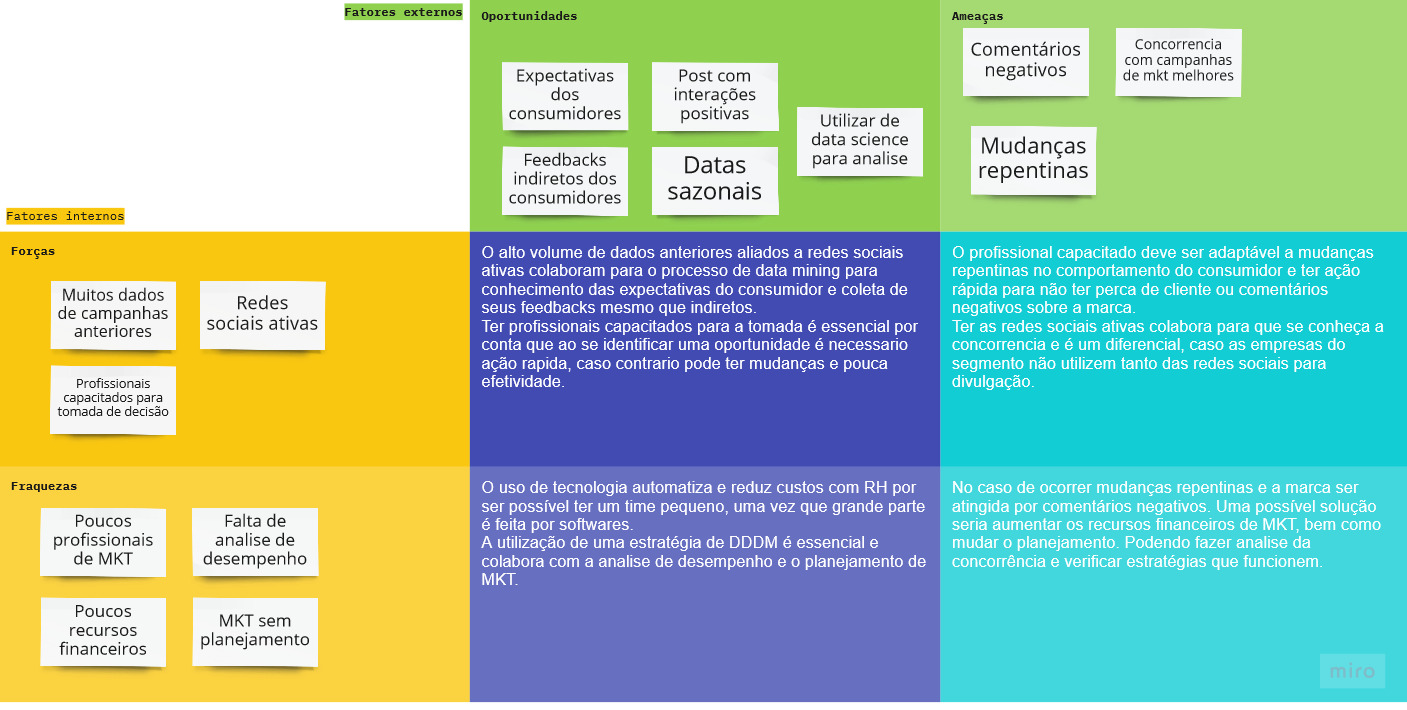 Fatores externos
Oportunidades
Ameaças
Expectativas
dos
consumidores
Post com
interações
positivas
Utilizar de
data science
para analise
Feedbacks
indiretos dos
consumidores
Datas
sazonais
Comentários
negativos
Concorrencia
com campanhas
de mkt melhores
Mudanças
repentinas
Fatores internos
Forças
Muitos dados
de campanhas
anteriores
Redes
sociais ativas
Profissionais
capacitados para
tomada de decisão
O alto volume de dados anteriores aliados a redes sociais
ativas colaboram para o processo de data mining para
conhecimento das expectativas do consumidor e coleta de
seus feedbacks mesmo que indiretos.
Ter profissionais capacitados para a tomada é essencial por
conta que ao se identificar uma oportunidade é necessario
ação rapida, caso contrario pode ter mudanças e pouca
efetividade.
O profissional capacitado deve ser adaptável a mudanças
repentinas no comportamento do consumidor e ter ação
rápida para não ter perca de cliente ou comentários
negativos sobre a marca.
Ter as redes sociais ativas colabora para que se conheça a
concorrencia e é um diferencial, caso as empresas do
segmento não utilizem tanto das redes sociais para
divulgação.
Fraquezas
Poucos
profissionais
de MKT
Falta de
analise de
desempenho
Poucos
recursos
financeiros
MKT sem
planejamento
O uso de tecnologia automatiza e reduz custos com RH por
ser possível ter um time pequeno, uma vez que grande parte
é feita por softwares.
A utilização de uma estratégia de DDDM é essencial e
colabora com a analise de desempenho e o planejamento de
MKT.
No caso de ocorrer mudanças repentinas e a marca ser
atingida por comentários negativos. Uma possível solução
seria aumentar os recursos financeiros de MKT, bem como
mudar o planejamento. Podendo fazer analise da
concorrência e verificar estratégias que funcionem.
miro